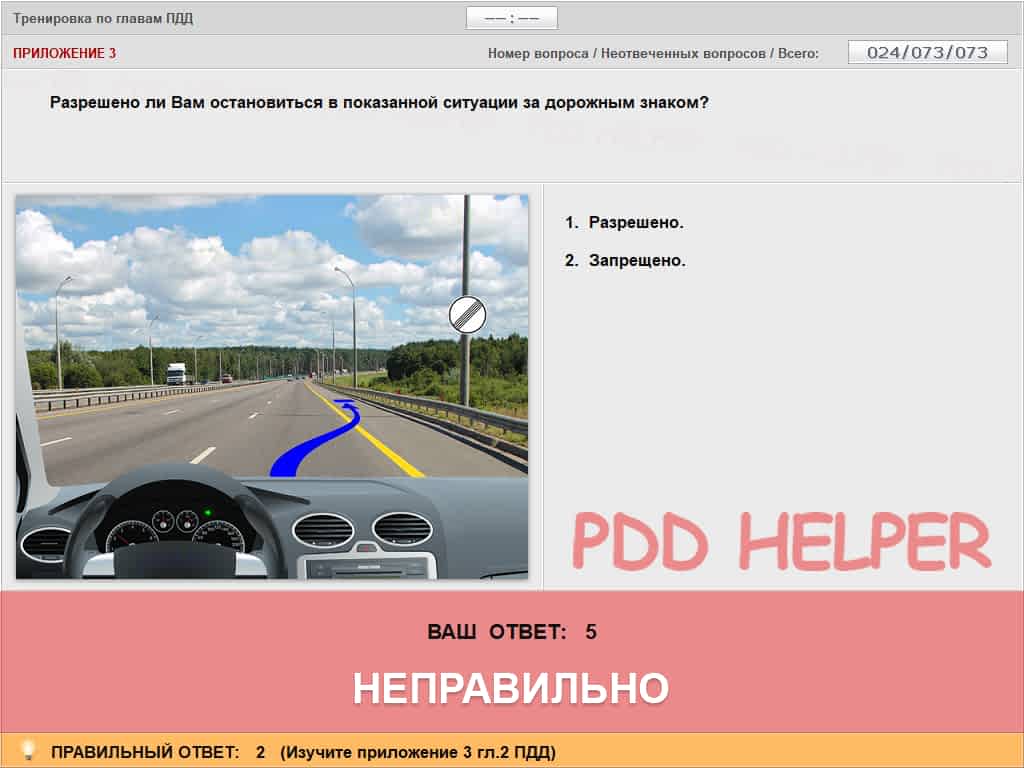 Тренировка по главам ПДД
—— : ——
ПРИЛОЖЕНИЕ 3
Номер вопроса / Неотвеченных вопросов / Всего:
024/073/073
Разрешено ли Вам остановиться в показанной ситуации за дорожным знаком?
1. Разрешено.
2. Запрещено.
PDD HELPER
ВАШ ОТВЕТ: 5
НЕПРАВИЛЬНО
ПРАВИЛЬНЫЙ ОТВЕТ: 2 (Изучите приложение 3 гл.2 ПДД)